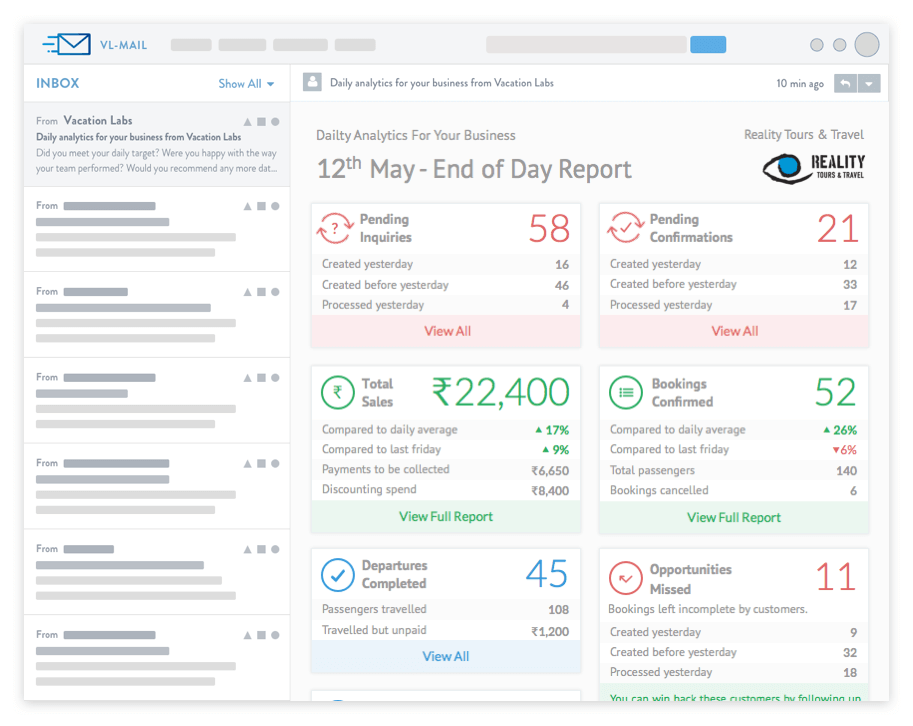 VL-MAIL
INBOX
Show All
From Vacation Labs
Daily analytics for your business from Vacation Labs
Did you meet your daily target? Were you happy with the way
your team performed? Would you recommend any more dat...
From
From
From
From
From
From
Daily analytics for your business from Vacation Labs
10 min ago
Dailty Analytics For Your Business
12th May - End of Day Report
Reality Tours & Travel
REALITY
TOURS & TRAVEL
?
Pending
Inquiries
58
Created yesterday 16
Created before yesterday 46
Processed yesterday 4
View All
Pending
Confirmations
21
Created yesterday 12
Created before yesterday 33
Processed yesterday 17
View All
₹
Total
Sales
₹22,400
Compared to daily average ▲ 17%
Compared to last friday ▲ 9%
Payments to be collected ₹6,650
Discounting spend ₹8,400
View Full Report
Bookings
Confirmed
52
Compared to daily average ▲ 26%
Compared to last friday ▼6%
Total passengers 140
Bookings cancelled 6
View Full Report
Departures
Completed
45
Passengers travelled 108
Travelled but unpaid ₹1,200
View All
Opportunities
Missed
11
Bookings left incomplete by customers.
Created yesterday 9
Created before yesterday 32
Processed yesterday 18
You can win back these customers by following up